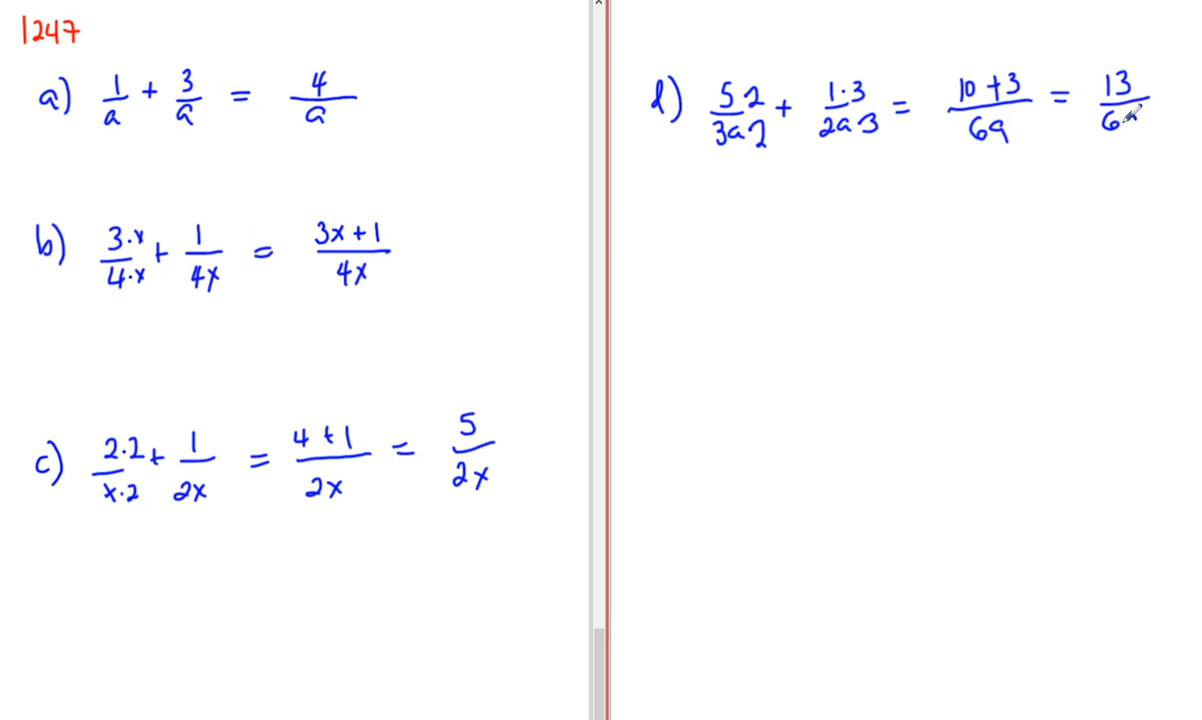 1247
a) 1/a + 3/a = 4/a
b) 3·x/4·x + 1/4x = 3x+1/4x
c) 2·2/x·2 + 1/2x = 4+1/2x = 5/2x
d) 5 2/3a 2 + 1·3/2a 3 = 10+3/6a = 13/6